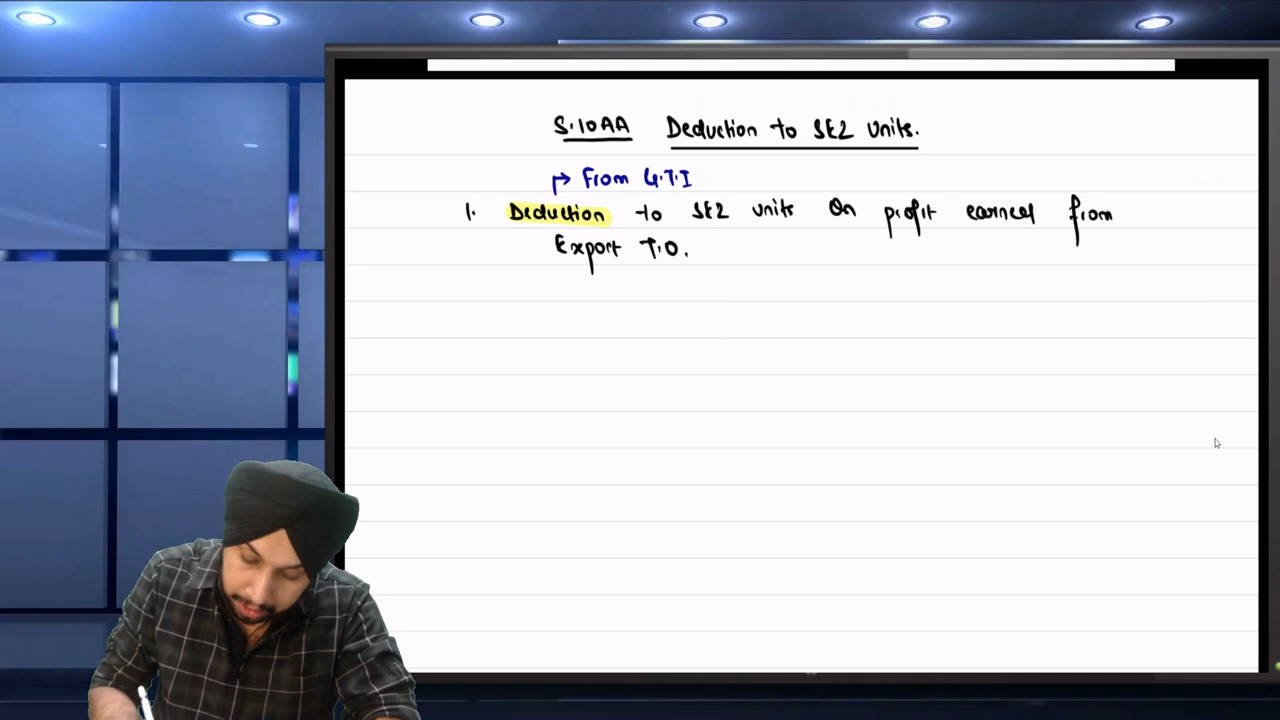 S.10AA Deduction to SEZ units.
↱ From G.T.I
1. Deduction to SEZ units on profit earned from
Export T.O.